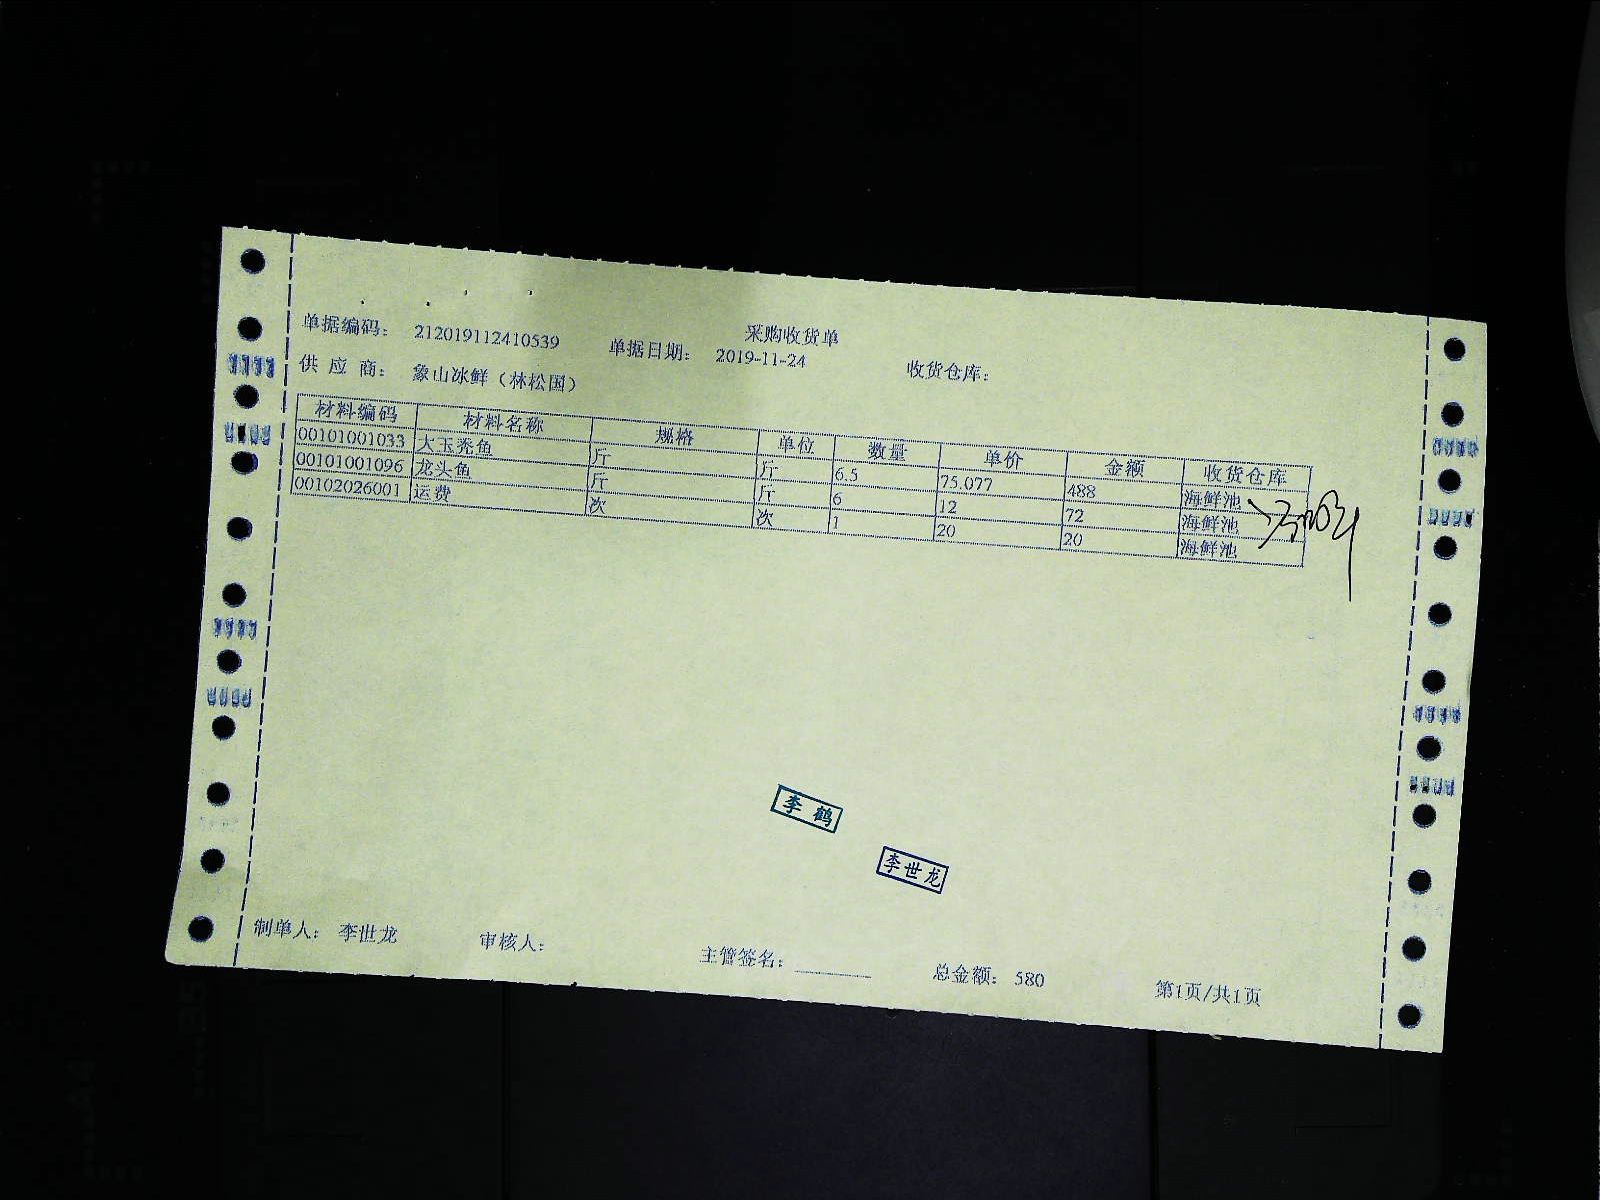 采购收货单
单据编码： 212019112410539 单据日期： 2019-11-24 收货仓库：
供 应 商： 象山冰鲜（林松国）
材料编码 材料名称 规格 单位 数量 单价 金额 收货仓库
00101001033 大玉秃鱼 斤 斤 6.5 75.077 488 海鲜池
00101001096 龙头鱼 斤 斤 6 12 72 海鲜池
00102026001 运费 次 次 1 20 20 海鲜池
李 鹤
李世龙
制单人： 李世龙 审核人： 主管签名： 总金额： 580 第1页/共1页